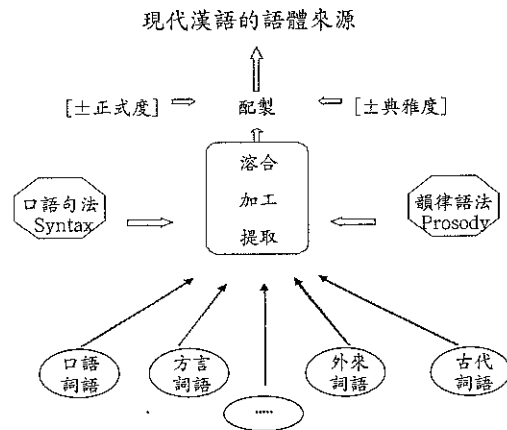 現代漢語的語體來源
[±正式度]
配製
[±典雅度]
溶合
加工
提取
口語句法
Syntax
韻律語法
Prosody
口語
詞語
方言
詞語
.....
外來
詞語
古代
詞語